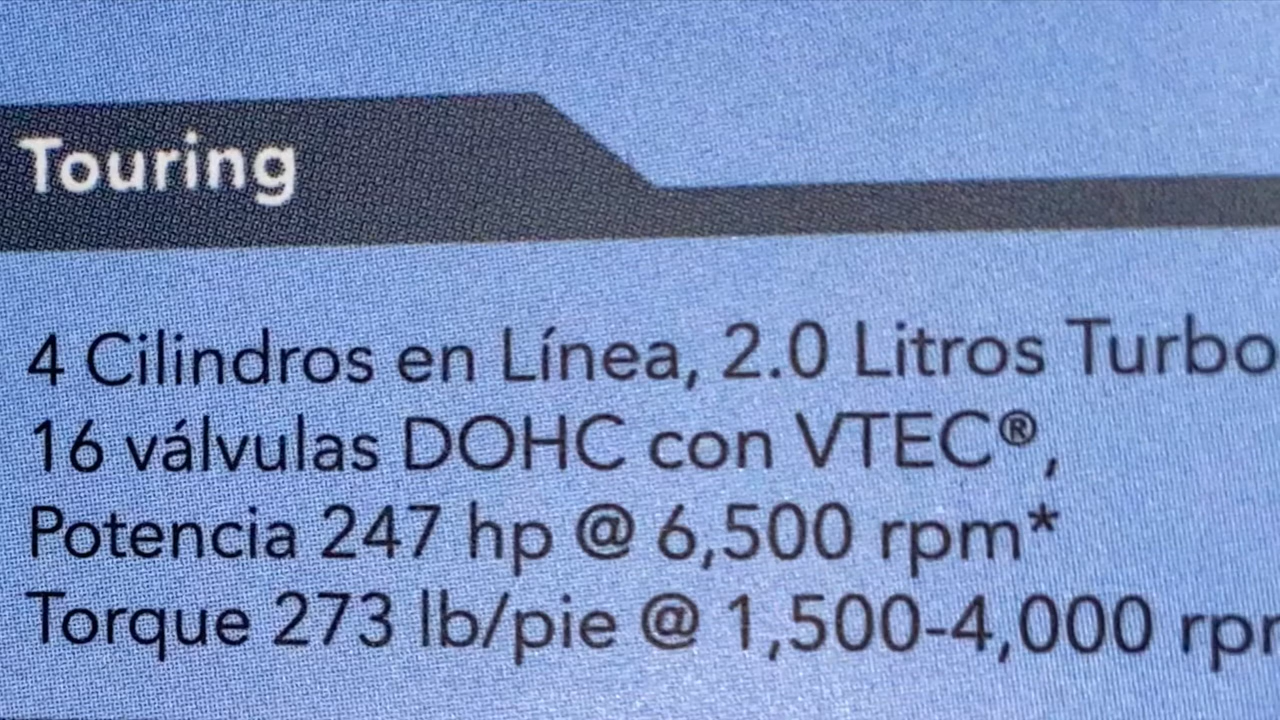 Touring
4 Cilindros en Línea, 2.0 Litros Turbo
16 válvulas DOHC con VTEC®,
Potencia 247 hp @ 6,500 rpm*
Torque 273 lb/pie @ 1,500-4,000